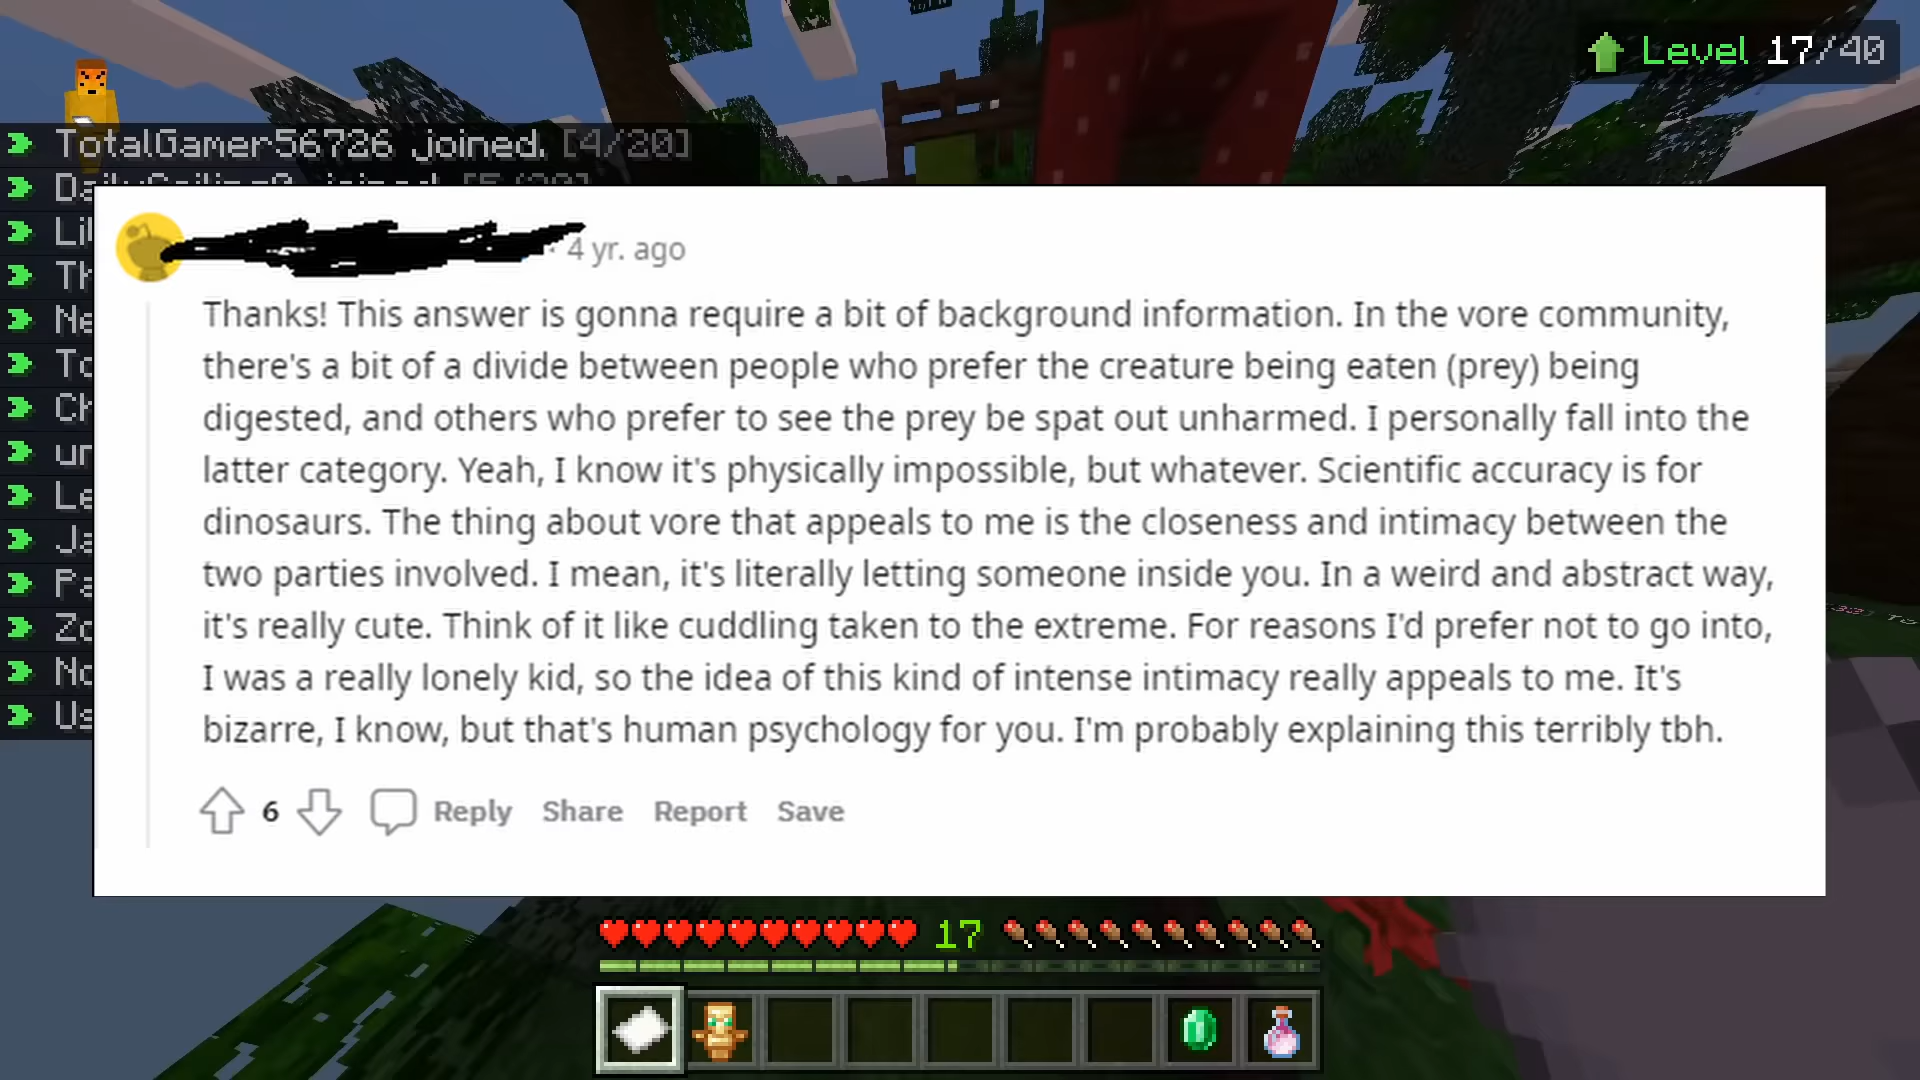 Level 17/40
TotalGamer56726 joined. [4/20]
4 yr. ago
Thanks! This answer is gonna require a bit of background information. In the vore community,
there's a bit of a divide between people who prefer the creature being eaten (prey) being
digested, and others who prefer to see the prey be spat out unharmed. I personally fall into the
latter category. Yeah, I know it's physically impossible, but whatever. Scientific accuracy is for
dinosaurs. The thing about vore that appeals to me is the closeness and intimacy between the
two parties involved. I mean, it's literally letting someone inside you. In a weird and abstract way,
it's really cute. Think of it like cuddling taken to the extreme. For reasons I'd prefer not to go into,
I was a really lonely kid, so the idea of this kind of intense intimacy really appeals to me. It's
bizarre, I know, but that's human psychology for you. I'm probably explaining this terribly tbh.
6 Reply Share Report Save
17